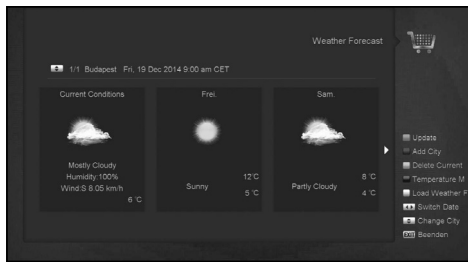 Weather Forecast
1/1 Budapest Fri, 19 Dec 2014 9:00 am CET
Current Conditions
Mostly Cloudy
Humidity:100%
Wind:S 8.05 km/h
6 °C
Frei.
12°C
Sunny
5 °C
Sam.
8 °C
Partly Cloudy
4 °C
Update
Add City
Delete Current
Temperature M
Load Weather F
Switch Date
Change City
EXIT Beenden